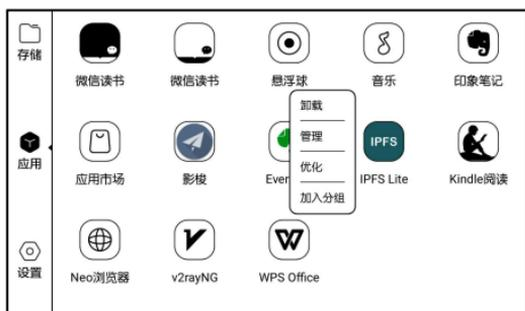 存储
微信读书
微信读书
悬浮球
音乐
印象笔记
卸载
管理
优化
加入分组
应用
应用市场
影梭
Ever
IPFS
IPFS Lite
Kindle阅读
设置
Neo浏览器
v2rayNG
WPS Office